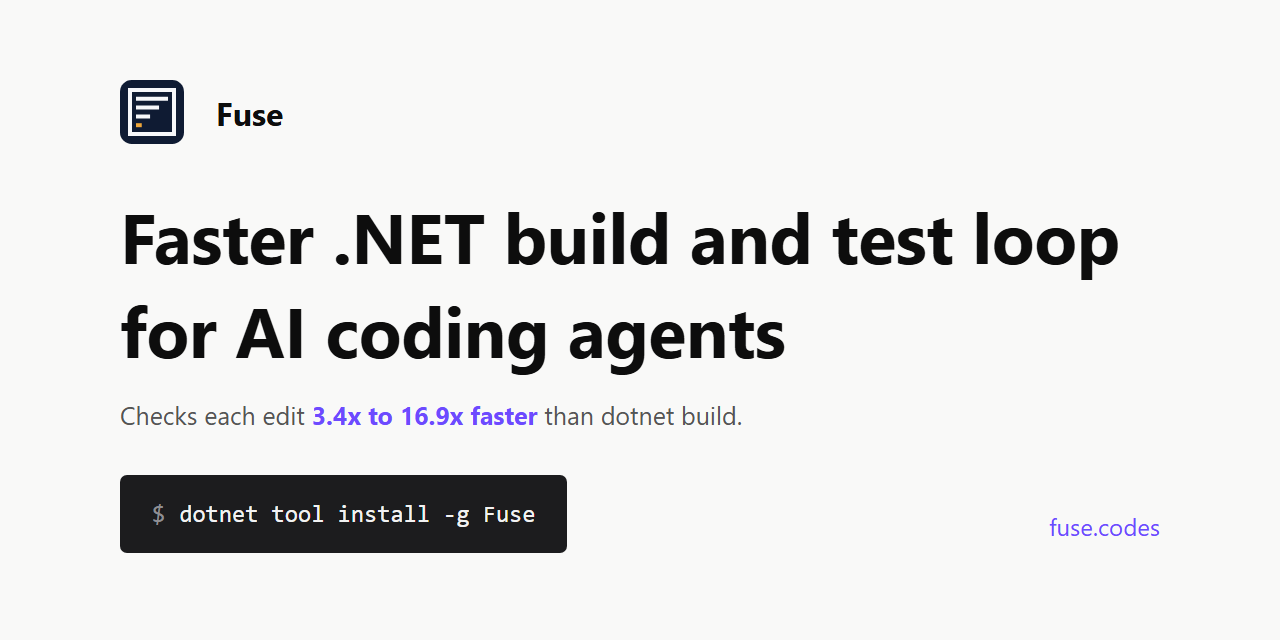 Fuse
Faster .NET build and test loop
for AI coding agents
Checks each edit 3.4x to 16.9x faster than dotnet build.
$ dotnet tool install -g Fuse
fuse.codes